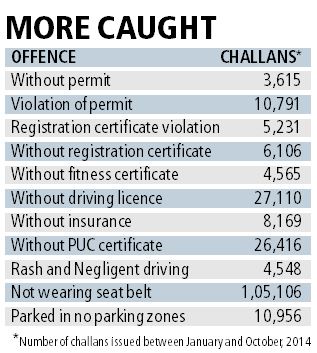 MORE CAUGHT
OFFENCE CHALLANS*
Without permit 3,615
Violation of permit 10,791
Registration certificate violation 5,231
Without registration certificate 6,106
Without fitness certificate 4,565
Without driving licence 27,110
Without insurance 8,169
Without PUC certificate 26,416
Rash and Negligent driving 4,548
Not wearing seat belt 1,05,106
Parked in no parking zones 10,956
*Number of challans issued between January and October, 2014